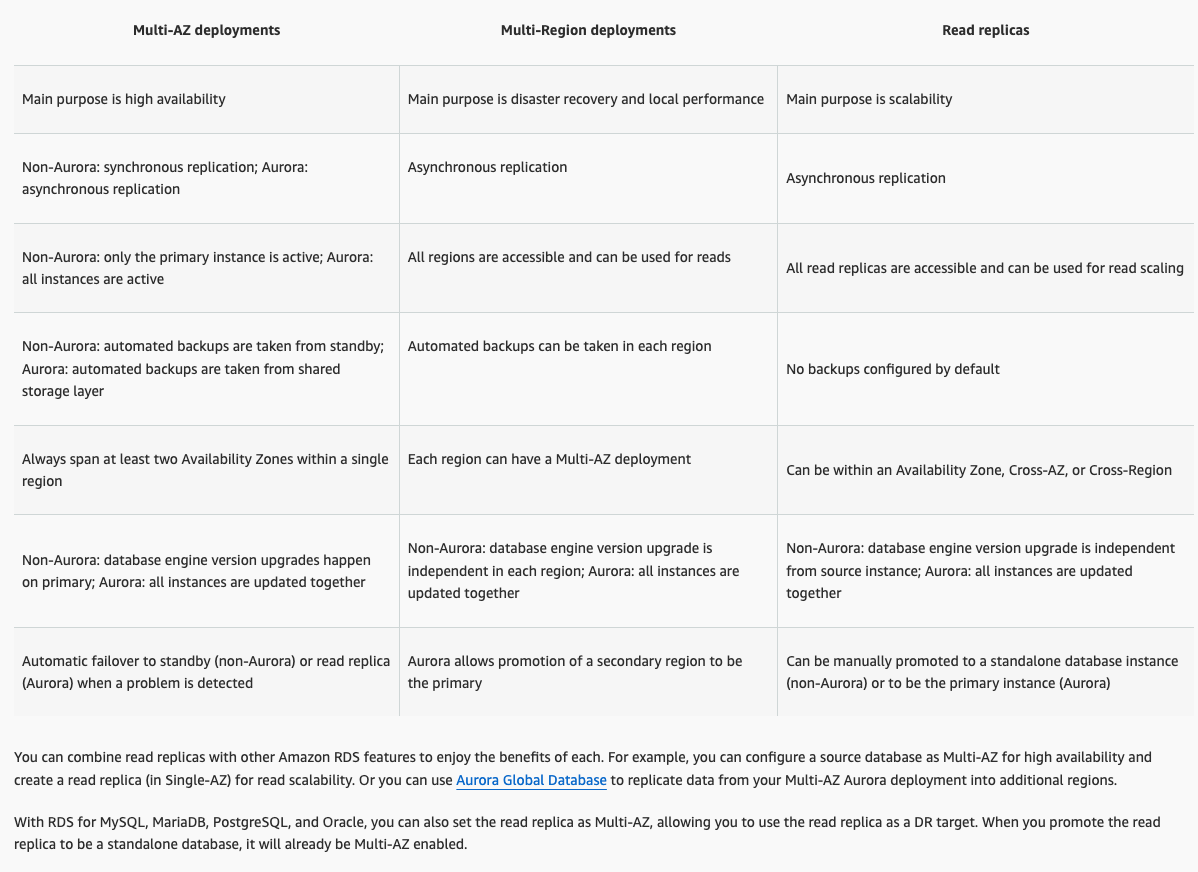 Multi-AZ deployments
Multi-Region deployments
Read replicas
Main purpose is high availability
Main purpose is disaster recovery and local performance
Main purpose is scalability
Non-Aurora: synchronous replication; Aurora:
asynchronous replication
Asynchronous replication
Asynchronous replication
Non-Aurora: only the primary instance is active; Aurora:
all instances are active
All regions are accessible and can be used for reads
All read replicas are accessible and can be used for read scaling
Non-Aurora: automated backups are taken from standby;
Aurora: automated backups are taken from shared
storage layer
Automated backups can be taken in each region
No backups configured by default
Always span at least two Availability Zones within a single
region
Each region can have a Multi-AZ deployment
Can be within an Availability Zone, Cross-AZ, or Cross-Region
Non-Aurora: database engine version upgrades happen
on primary; Aurora: all instances are updated together
Non-Aurora: database engine version upgrade is
independent in each region; Aurora: all instances are
updated together
Non-Aurora: database engine version upgrade is independent
from source instance; Aurora: all instances are updated
together
Automatic failover to standby (non-Aurora) or read replica
(Aurora) when a problem is detected
Aurora allows promotion of a secondary region to be
the primary
Can be manually promoted to a standalone database instance
(non-Aurora) or to be the primary instance (Aurora)
You can combine read replicas with other Amazon RDS features to enjoy the benefits of each. For example, you can configure a source database as Multi-AZ for high availability and
create a read replica (in Single-AZ) for read scalability. Or you can use Aurora Global Database to replicate data from your Multi-AZ Aurora deployment into additional regions.
With RDS for MySQL, MariaDB, PostgreSQL, and Oracle, you can also set the read replica as Multi-AZ, allowing you to use the read replica as a DR target. When you promote the read
replica to be a standalone database, it will already be Multi-AZ enabled.